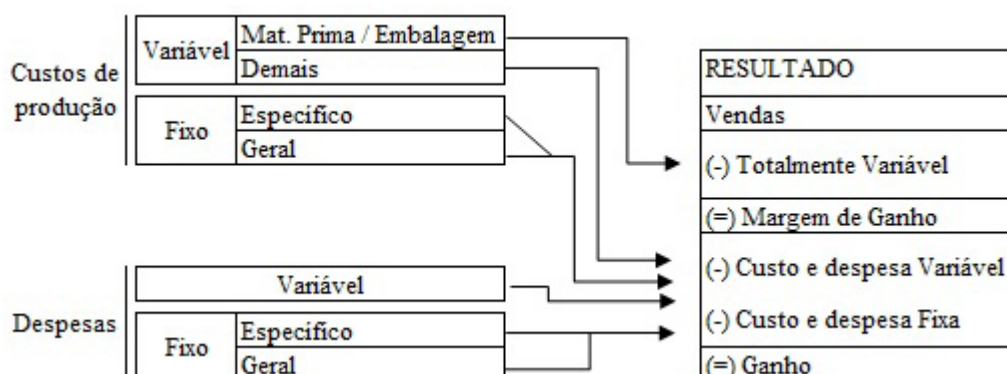 Custos de
produção
Variável
Mat. Prima / Embalagem
Demais
Fixo
Específico
Geral
Despesas
Variável
Fixo
Específico
Geral
RESULTADO
Vendas
(-) Totalmente Variável
(=) Margem de Ganho
(-) Custo e despesa Variável
(-) Custo e despesa Fixa
(=) Ganho